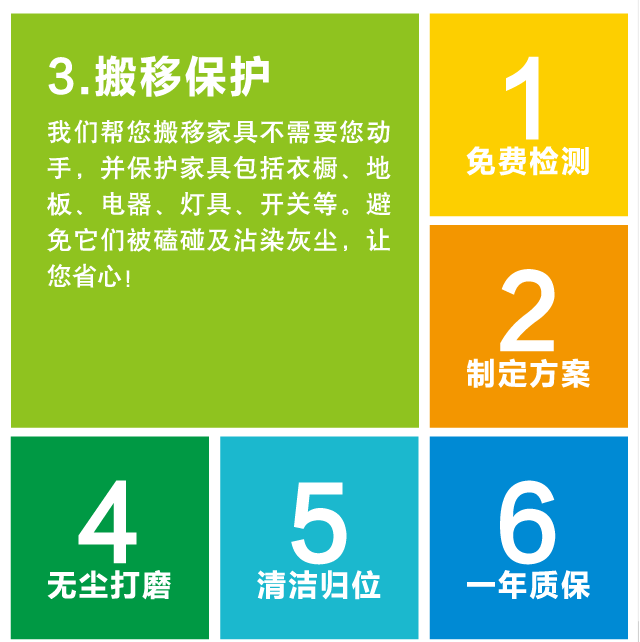 3.搬移保护
我们帮您搬移家具不需要您动
手，并保护家具包括衣橱、地
板、电器、灯具、开关等。避
免它们被磕碰及沾染灰尘，让
您省心！
1
免费检测
2
制定方案
4
无尘打磨
5
清洁归位
6
一年质保